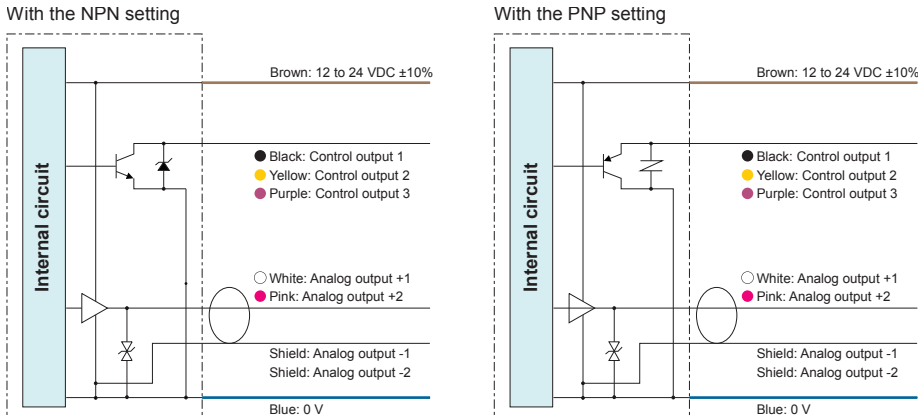 With the NPN setting
Internal circuit
Brown: 12 to 24 VDC ±10%
Black: Control output 1
Yellow: Control output 2
Purple: Control output 3
White: Analog output +1
Pink: Analog output +2
Shield: Analog output -1
Shield: Analog output -2
Blue: 0 V
With the PNP setting
Internal circuit
Brown: 12 to 24 VDC ±10%
Black: Control output 1
Yellow: Control output 2
Purple: Control output 3
White: Analog output +1
Pink: Analog output +2
Shield: Analog output -1
Shield: Analog output -2
Blue: 0 V